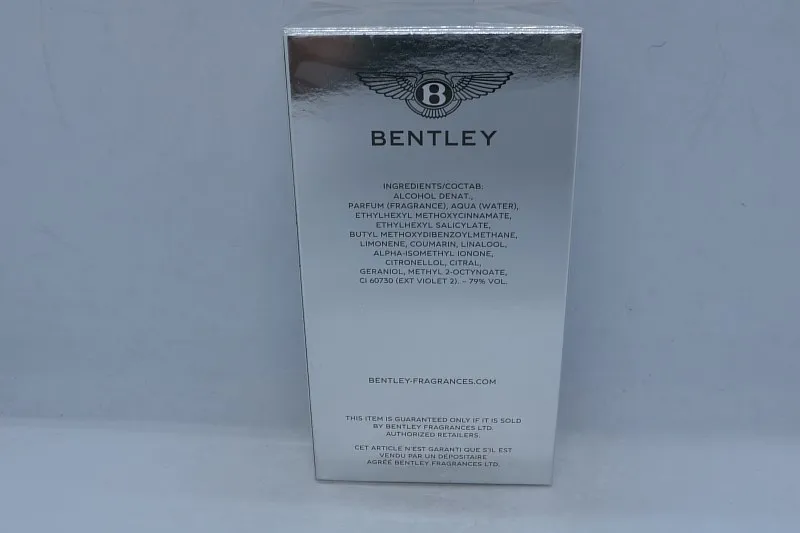 B
BENTLEY
INGREDIENTS/COCTAB:
ALCOHOL DENAT.,
PARFUM (FRAGRANCE), AQUA (WATER),
ETHYLHEXYL METHOXYCINNAMATE,
ETHYLHEXYL SALICYLATE,
BUTYL METHOXYDIBENZOYLMETHANE,
LIMONENE, COUMARIN, LINALOOL,
ALPHA-ISOMETHYL IONONE,
CITRONELLOL, CITRAL,
GERANIOL, METHYL 2-OCTYNOATE,
CI 60730 (EXT VIOLET 2). – 79% VOL.
BENTLEY-FRAGRANCES.COM
THIS ITEM IS GUARANTEED ONLY IF IT IS SOLD
BY BENTLEY FRAGRANCES LTD.
AUTHORIZED RETAILERS.
CET ARTICLE N'EST GARANTI QUE S'IL EST
VENDU PAR UN DÉPOSITAIRE
AGRÉÉ BENTLEY FRAGRANCES LTD.